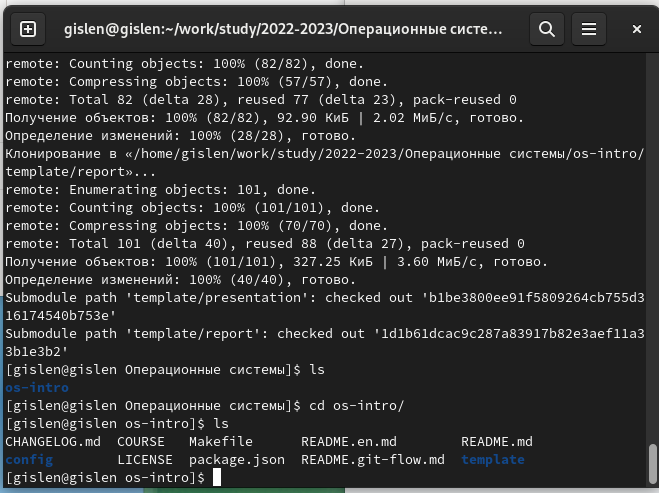 gislen@gislen:~/work/study/2022-2023/Операционные систе…
remote: Counting objects: 100% (82/82), done.
remote: Compressing objects: 100% (57/57), done.
remote: Total 82 (delta 28), reused 77 (delta 23), pack-reused 0
Получение объектов: 100% (82/82), 92.90 КиБ | 2.02 МиБ/с, готово.
Определение изменений: 100% (28/28), готово.
Клонирование в «/home/gislen/work/study/2022-2023/Операционные системы/os-intro/
template/report»...
remote: Enumerating objects: 101, done.
remote: Counting objects: 100% (101/101), done.
remote: Compressing objects: 100% (70/70), done.
remote: Total 101 (delta 40), reused 88 (delta 27), pack-reused 0
Получение объектов: 100% (101/101), 327.25 КиБ | 3.60 МиБ/с, готово.
Определение изменений: 100% (40/40), готово.
Submodule path 'template/presentation': checked out 'b1be3800ee91f5809264cb755d3
16174540b753e'
Submodule path 'template/report': checked out '1d1b61dcac9c287a83917b82e3aef11a3
3b1e3b2'
[gislen@gislen Операционные системы]$ ls
os-intro
[gislen@gislen Операционные системы]$ cd os-intro/
[gislen@gislen os-intro]$ ls
CHANGELOG.md  COURSE   Makefile      README.en.md        README.md
config        LICENSE  package.json  README.git-flow.md  template
[gislen@gislen os-intro]$